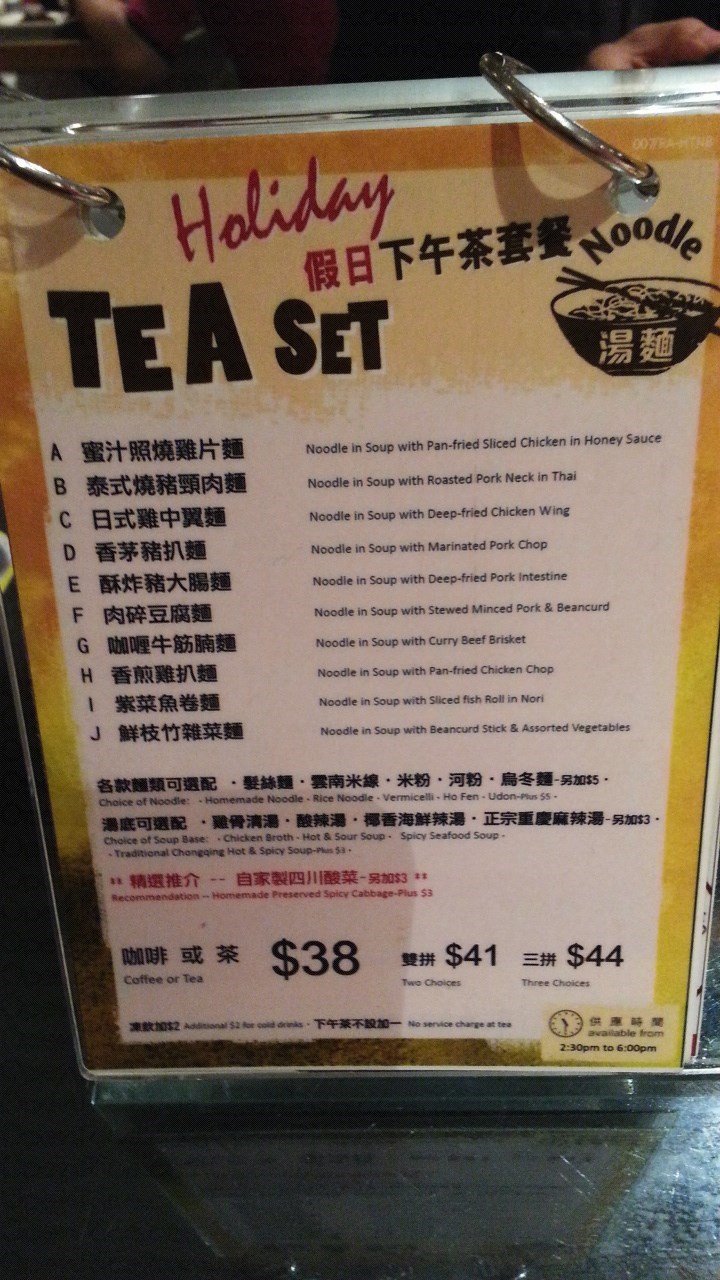 007/RA-HTNB
Holiday
假日下午茶套餐
TEA SET
Noodle
湯麵
A 蜜汁照燒雞片麵 Noodle in Soup with Pan-fried Sliced Chicken in Honey Sauce
B 泰式燒豬頸肉麵 Noodle in Soup with Roasted Pork Neck in Thai
C 日式雞中翼麵 Noodle in Soup with Deep-fried Chicken Wing
D 香茅豬扒麵 Noodle in Soup with Marinated Pork Chop
E 酥炸豬大腸麵 Noodle in Soup with Deep-fried Pork Intestine
F 肉碎豆腐麵 Noodle in Soup with Stewed Minced Pork & Beancurd
G 咖喱牛筋腩麵 Noodle in Soup with Curry Beef Brisket
H 香煎雞扒麵 Noodle in Soup with Pan-fried Chicken Chop
I 紫菜魚卷麵 Noodle in Soup with Sliced fish Roll in Nori
J 鮮枝竹雜菜麵 Noodle in Soup with Beancurd Stick & Assorted Vegetables
各款麵類可選配 ・髮絲麵・雲南米線・米粉・河粉・烏冬麵-另加$5・
Choice of Noodle: - Homemade Noodle - Rice Noodle - Vermicelli - Ho Fen - Udon-Plus $5 -
湯底可選配 ・雞骨清湯・酸辣湯・椰香海鮮辣湯・正宗重慶麻辣湯-另加$3・
Choice of Soup Base: - Chicken Broth - Hot & Sour Soup - Spicy Seafood Soup -
- Traditional Chongqing Hot & Spicy Soup-Plus $3 -
** 精選推介 -- 自家製四川酸菜-另加$3 **
Recommendation -- Homemade Preserved Spicy Cabbage-Plus $3
咖啡 或 茶 $38 雙拼 $41 三拼 $44
Coffee or Tea Two Choices Three Choices
凍飲加$2 Additional $2 for cold drinks・下午茶不設加一 No service charge at tea
供應時間
available from
2:30pm to 6:00pm